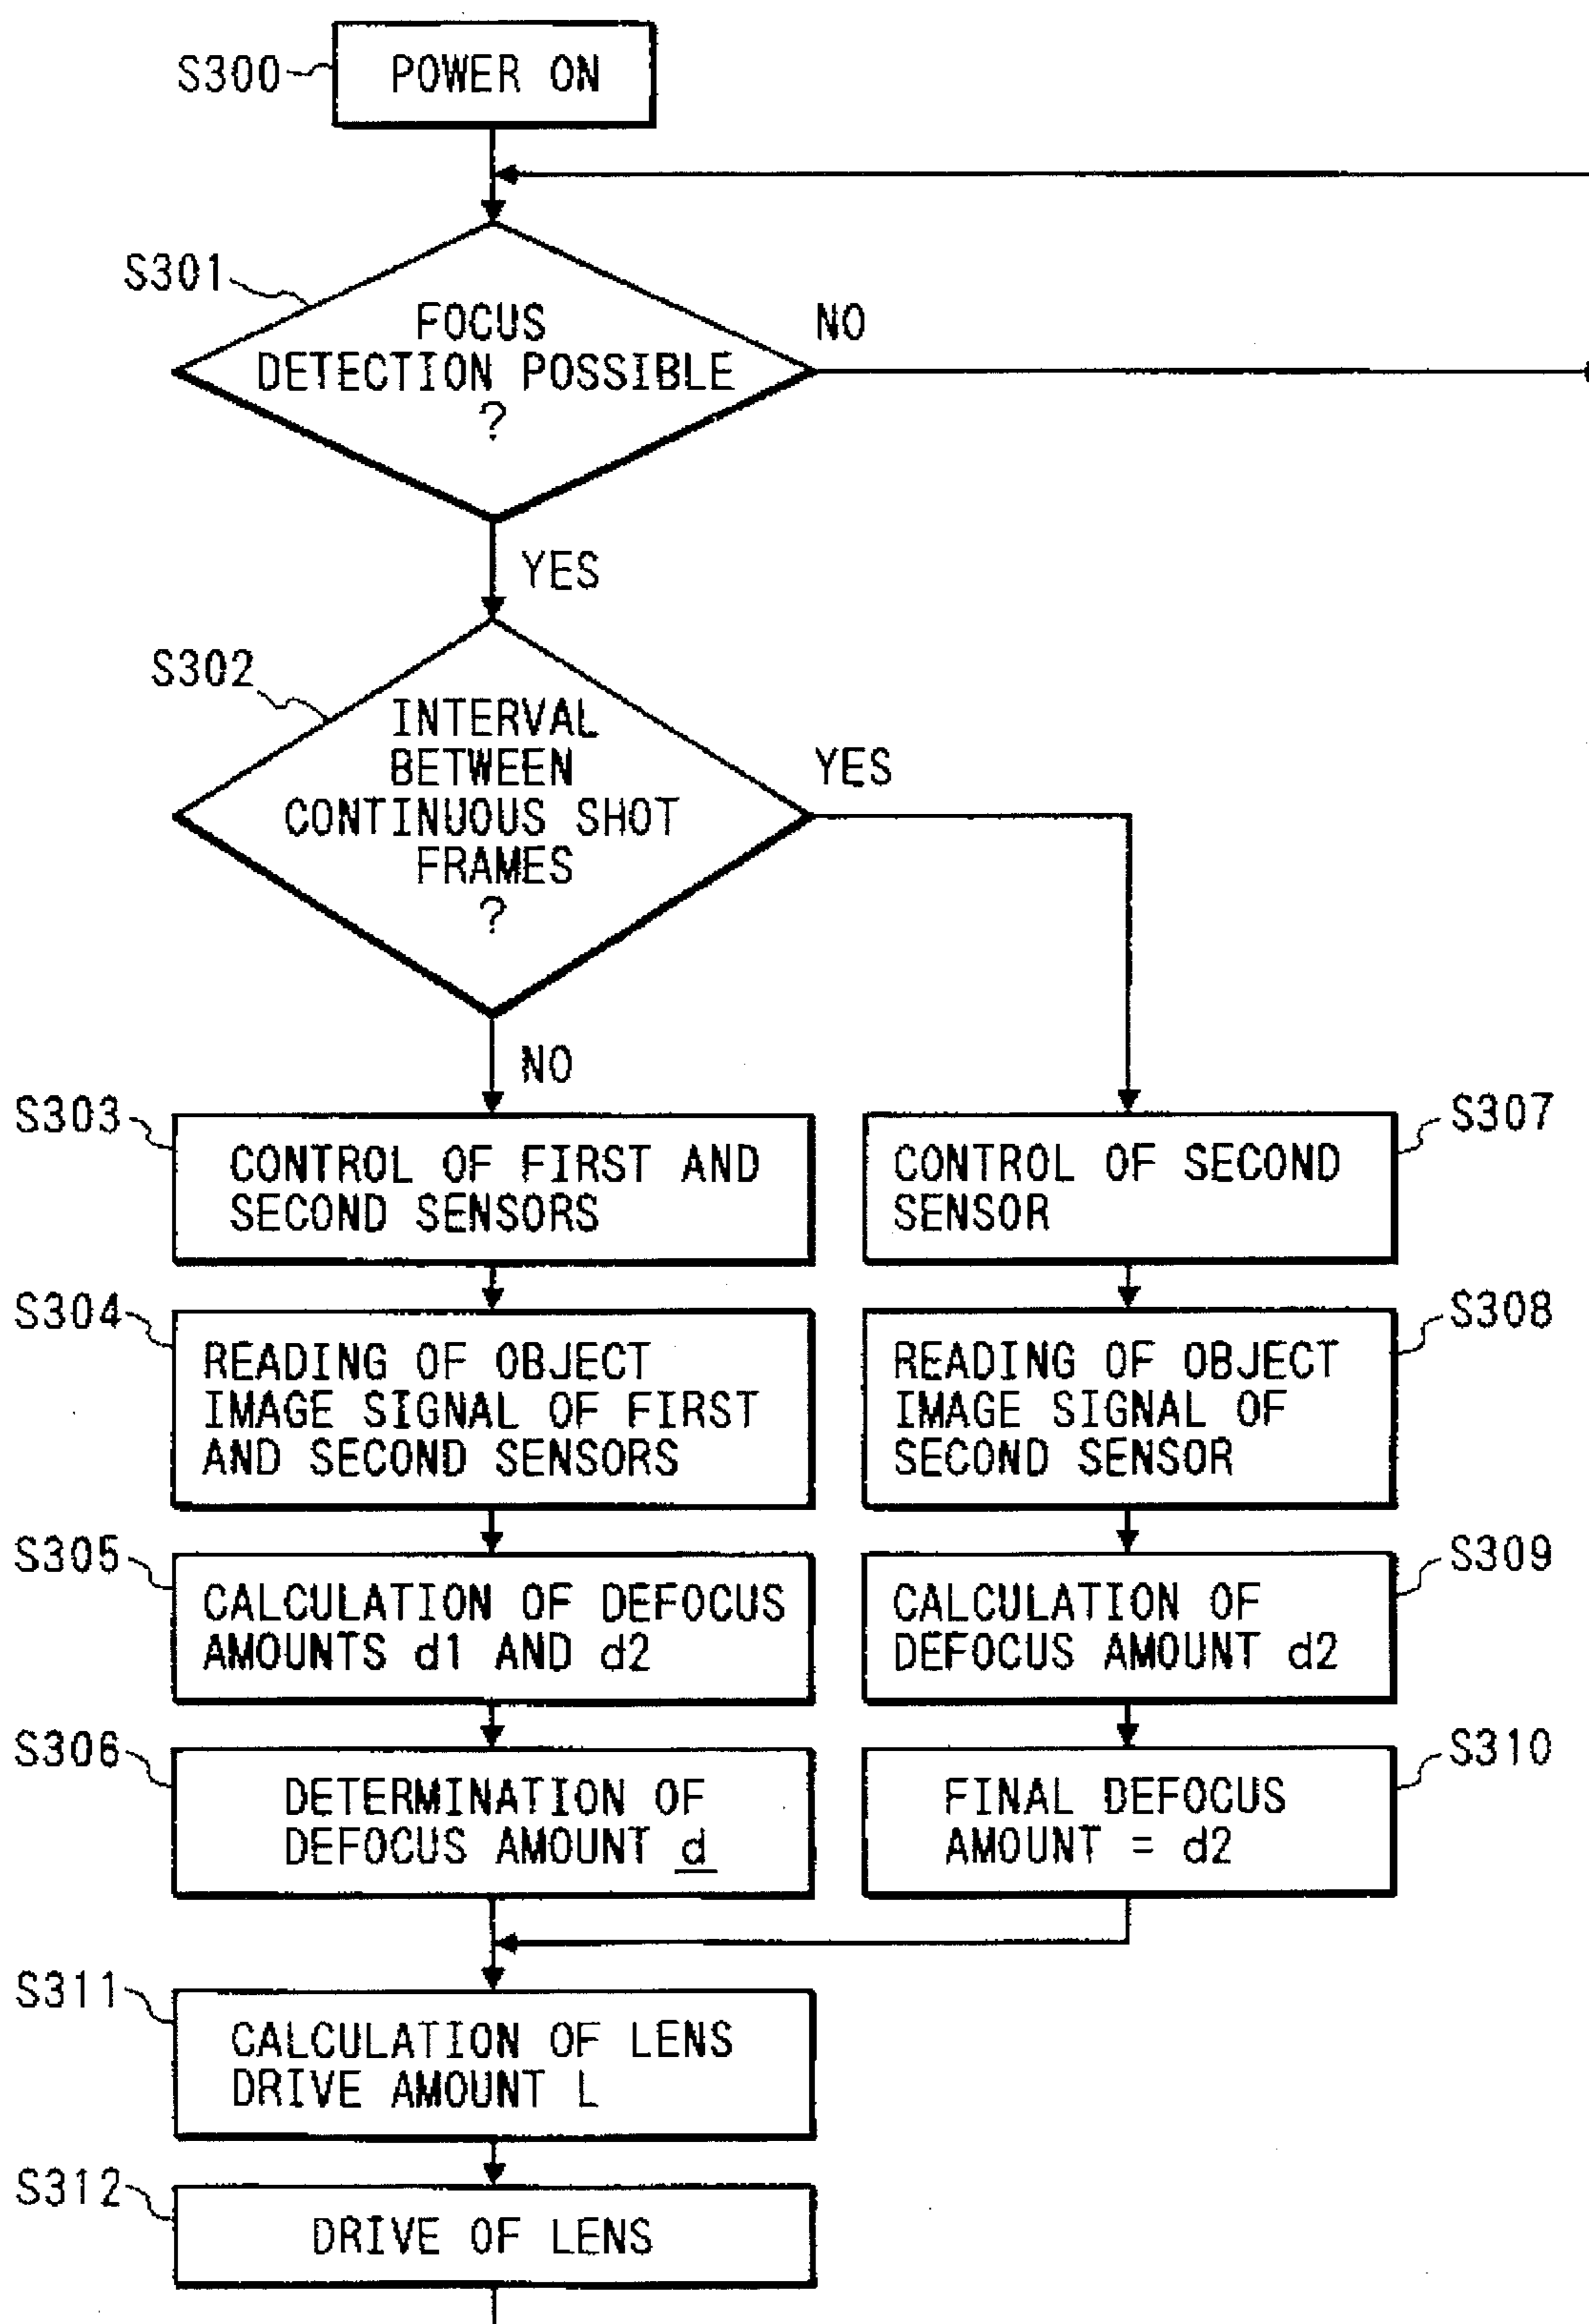 S300
POWER ON
S301
FOCUS
DETECTION POSSIBLE
?
NO
YES
S302
INTERVAL
BETWEEN
CONTINUOUS SHOT
FRAMES
?
YES
NO
S303
CONTROL OF FIRST AND
SECOND SENSORS
S307
CONTROL OF SECOND
SENSOR
S304
READING OF OBJECT
IMAGE SIGNAL OF FIRST
AND SECOND SENSORS
S308
READING OF OBJECT
IMAGE SIGNAL OF
SECOND SENSOR
S305
CALCULATION OF DEFOCUS
AMOUNTS d1 AND d2
S309
CALCULATION OF
DEFOCUS AMOUNT d2
S306
DETERMINATION OF
DEFOCUS AMOUNT d
S310
FINAL DEFOCUS
AMOUNT = d2
S311
CALCULATION OF LENS
DRIVE AMOUNT L
S312
DRIVE OF LENS